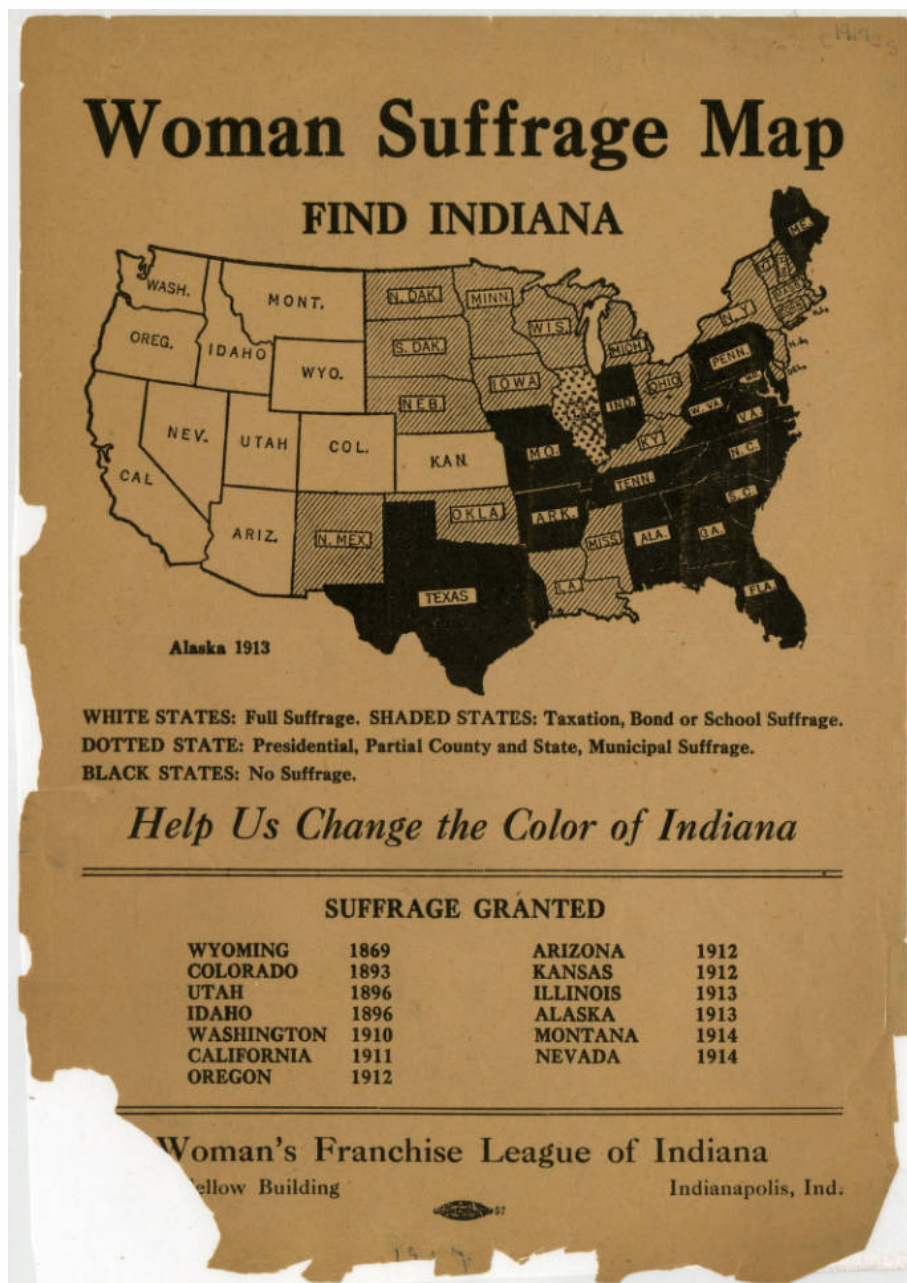 Woman Suffrage Map
FIND INDIANA
ME.
WASH.
MONT.
N. DAK.
MINN.
VT.
N.Y.
OREG.
IDAHO
WYO.
S. DAK.
WIS.
MICH.
PENN.
IOWA
NEB.
OHIO
IND.
NEV.
UTAH
COL.
KAN.
MO.
KY.
W. VA.
VA.
CAL
N. C.
TENN.
ARIZ.
N. MEX.
OKLA.
ARK.
S. C.
MISS.
ALA.
GA.
LA.
TEXAS
FLA.
Alaska 1913
WHITE STATES: Full Suffrage. SHADED STATES: Taxation, Bond or School Suffrage.
DOTTED STATE: Presidential, Partial County and State, Municipal Suffrage.
BLACK STATES: No Suffrage.
Help Us Change the Color of Indiana
SUFFRAGE GRANTED
WYOMING 1869 ARIZONA 1912
COLORADO 1893 KANSAS 1912
UTAH 1896 ILLINOIS 1913
IDAHO 1896 ALASKA 1913
WASHINGTON 1910 MONTANA 1914
CALIFORNIA 1911 NEVADA 1914
OREGON 1912
Woman's Franchise League of Indiana
ellow Building Indianapolis, Ind.
57